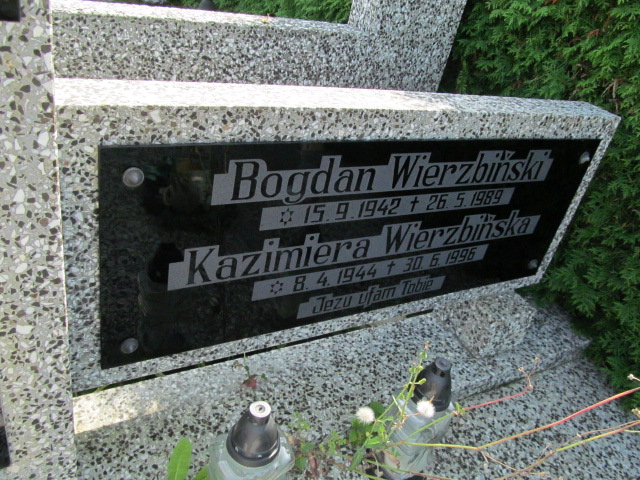 Bogdan Wierzbiński
✡ 15.9.1942 ✝ 26.5.1989
Kazimiera Wierzbińska
✡ 8.4.1944 ✝ 30.6.1996
Jezu ufam Tobie